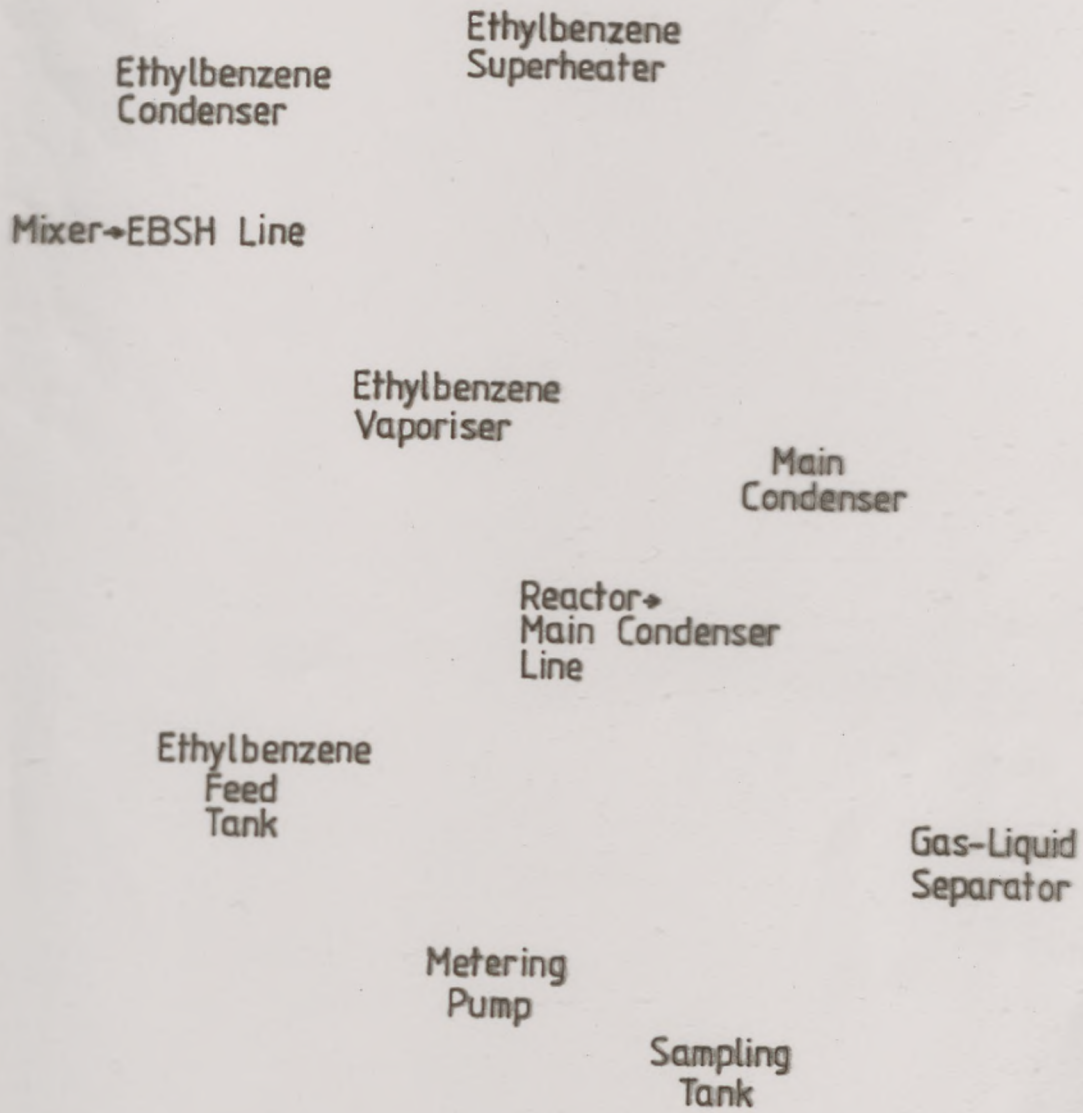 Ethylbenzene
Superheater
Ethylbenzene
Condenser
Mixer→EBSH Line
Ethylbenzene
Vaporiser
Main
Condenser
Reactor→
Main Condenser
Line
Ethylbenzene
Feed
Tank
Gas-Liquid
Separator
Metering
Pump
Sampling
Tank